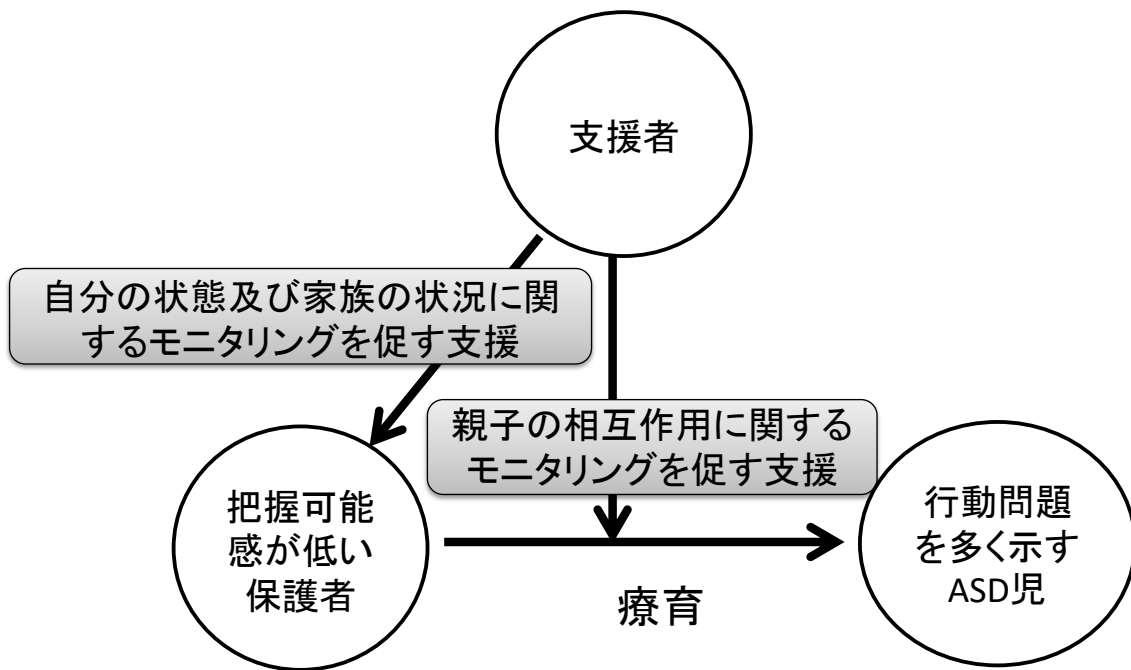 支援者
自分の状態及び家族の状況に関
するモニタリングを促す支援
親子の相互作用に関する
モニタリングを促す支援
把握可能
感が低い
保護者
行動問題
を多く示す
ASD児
療育